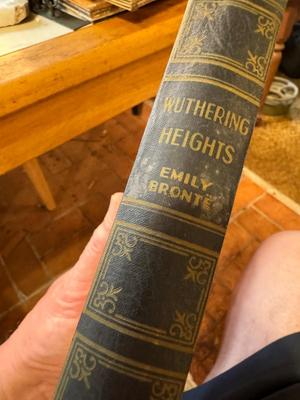 WUTHERING
HEIGHTS
EMILY
BRONTË